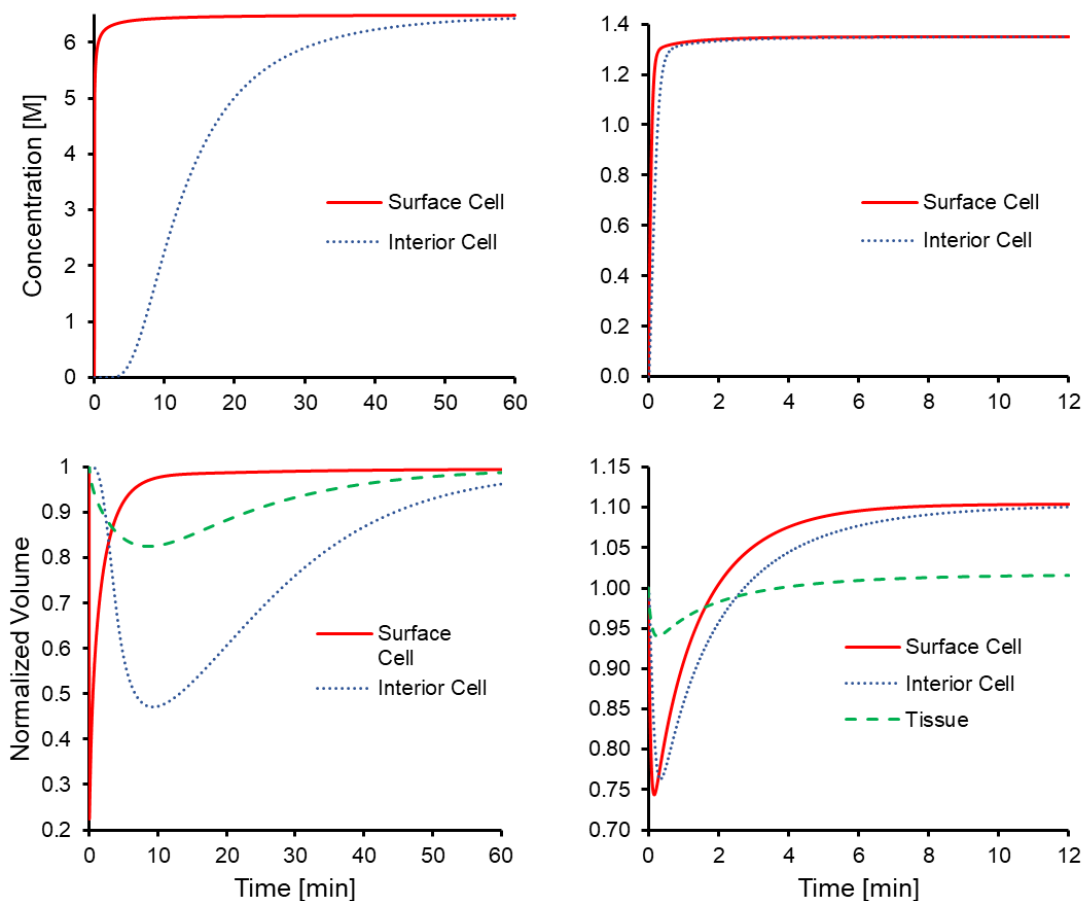 Concentration [M]
6
5
4
3
2
1
0
0 10 20 30 40 50 60
Surface Cell
Interior Cell
1.4
1.2
1.0
0.8
0.6
0.4
0.2
0.0
0 2 4 6 8 10 12
Surface Cell
Interior Cell
Normalized Volume
1
0.9
0.8
0.7
0.6
0.5
0.4
0.3
0.2
0 10 20 30 40 50 60
Time [min]
Surface
Cell
Interior Cell
1.15
1.10
1.05
1.00
0.95
0.90
0.85
0.80
0.75
0.70
0 2 4 6 8 10 12
Time [min]
Surface Cell
Interior Cell
Tissue